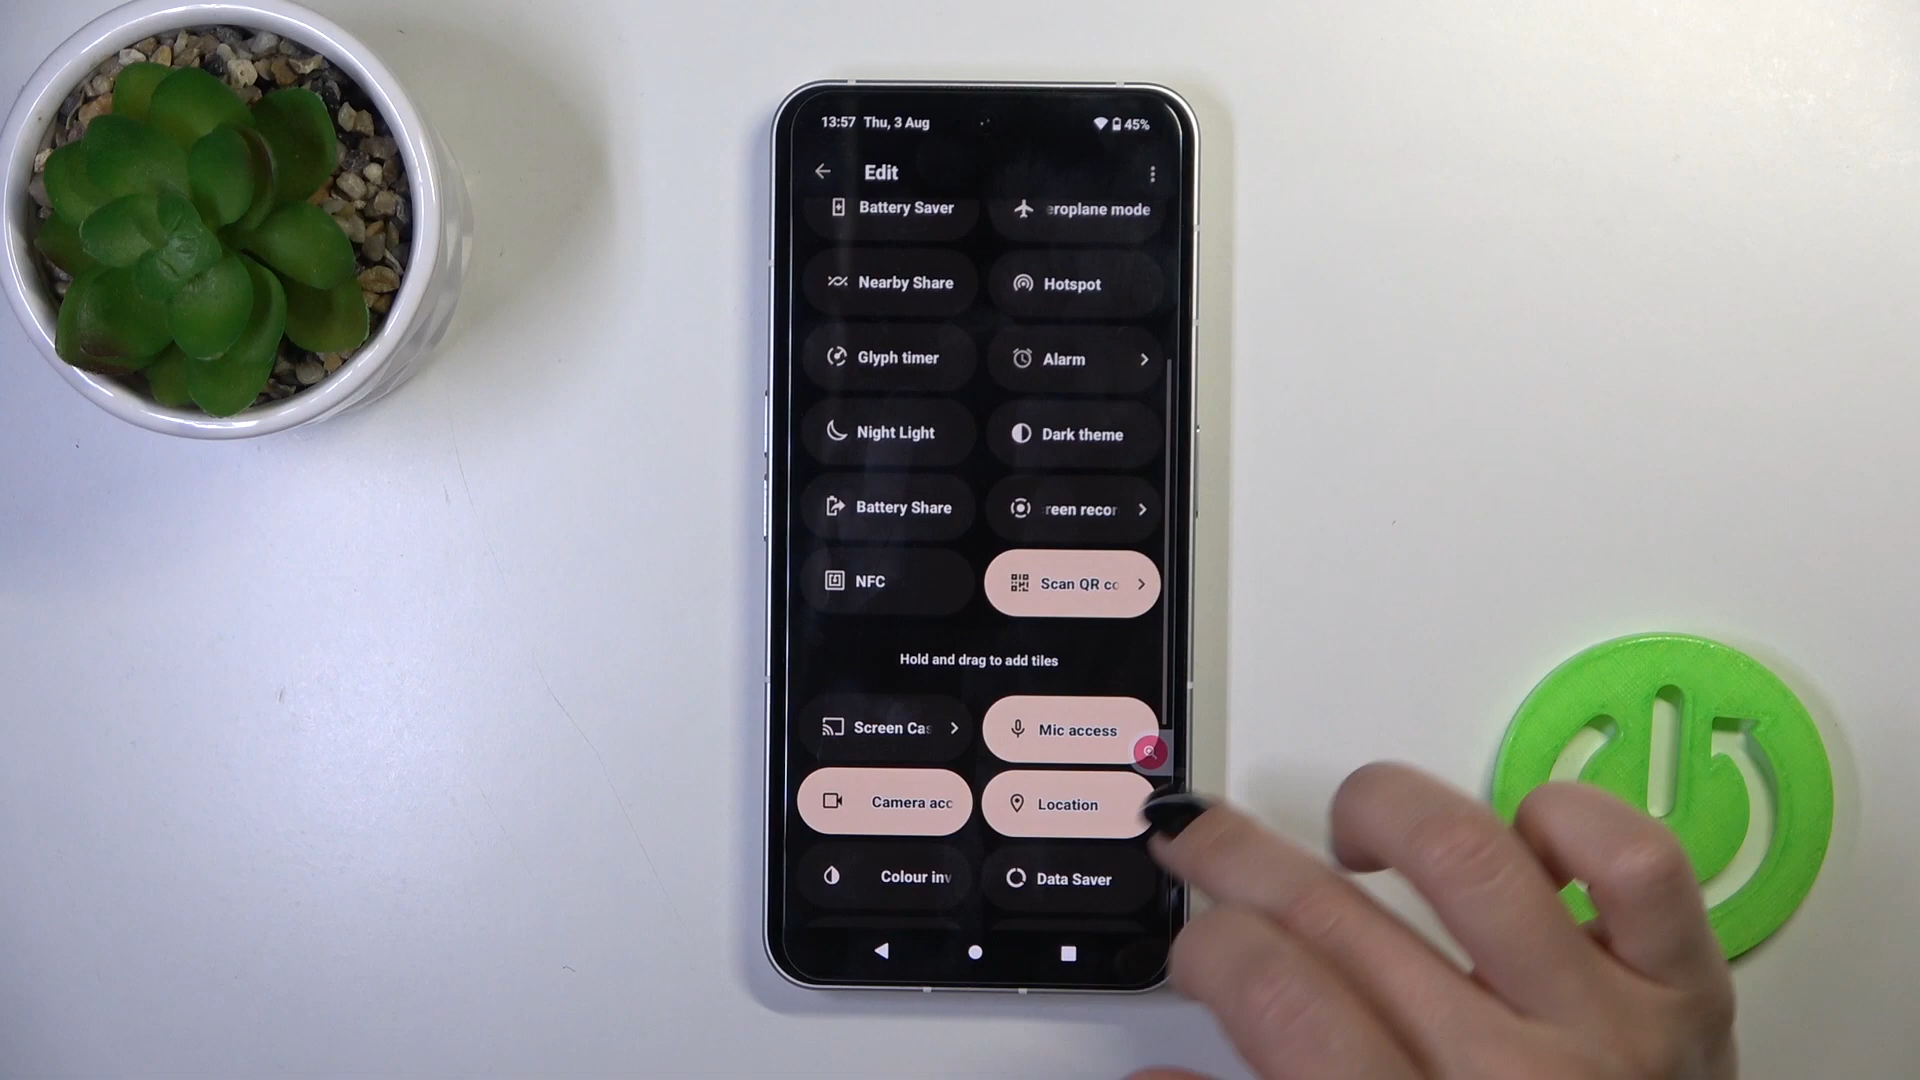 13:57 Thu, 3 Aug
45%
Edit
Battery Saver
eroplane mode
Nearby Share
Hotspot
Glyph timer
Alarm
Night Light
Dark theme
Battery Share
reen recor
NFC
Scan QR co
Hold and drag to add tiles
Screen Cas
Mic access
Camera acc
Location
Colour inv
Data Saver